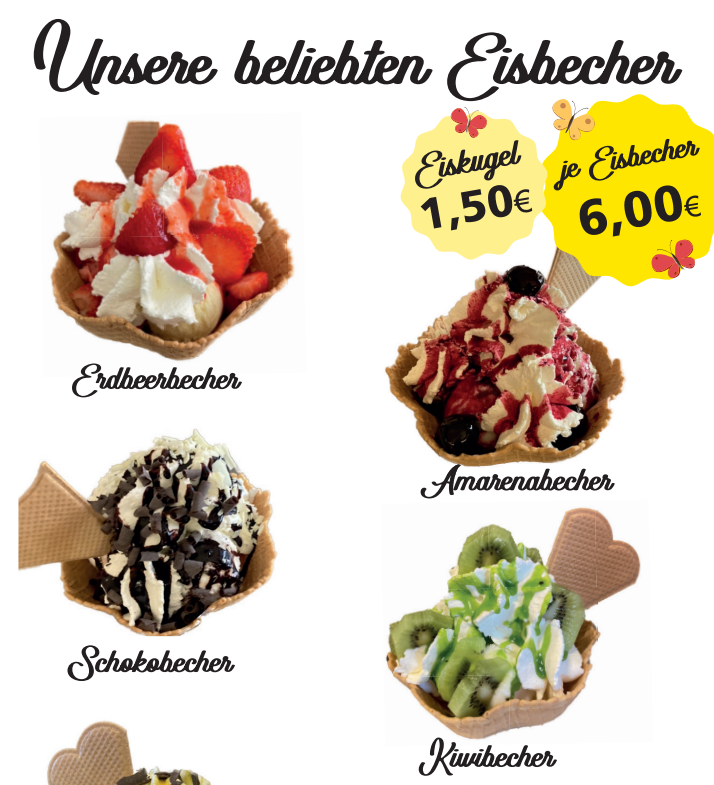 Unsere beliebten Eisbecher
Eiskugel
1,50€
je Eisbecher
6,00€
Erdbeerbecher
Amarenabecher
Schokobecher
Kiwibecher